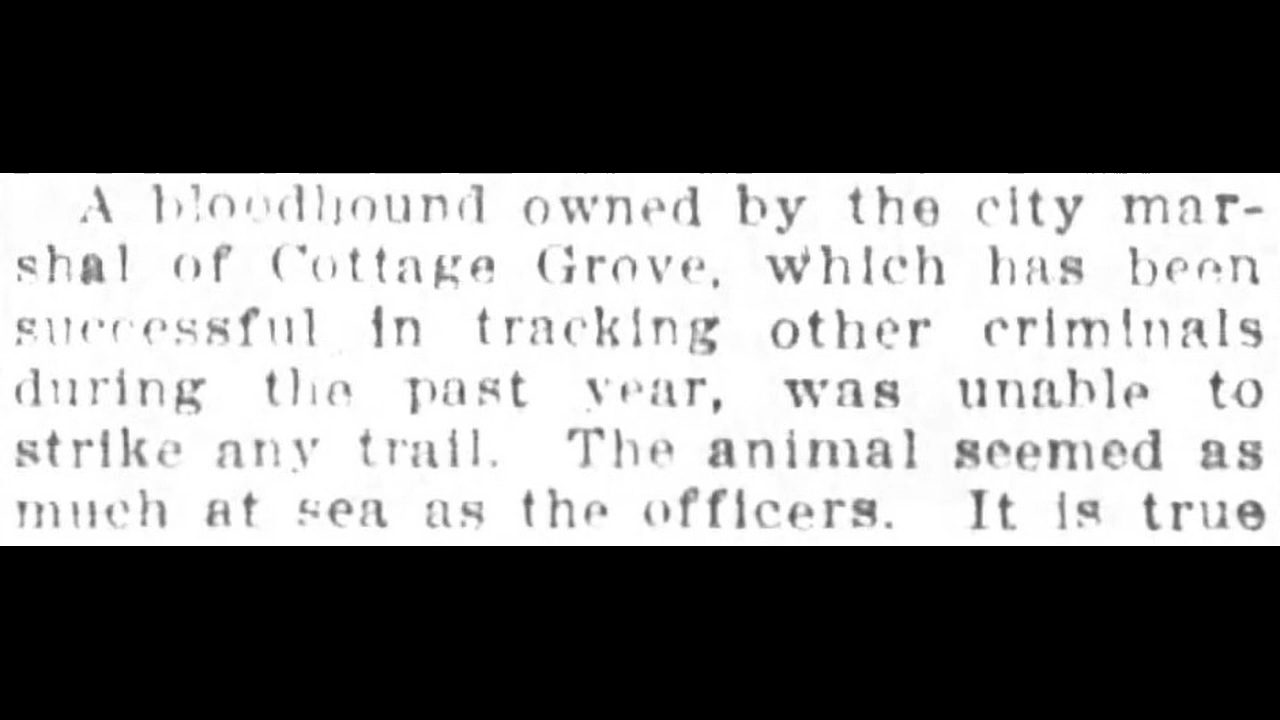 A bloodhound owned by the city mar-
shal of Cottage Grove, which has been
successful in tracking other criminals
during the past year, was unable to
strike any trail. The animal seemed as
much at sea as the officers. It is true